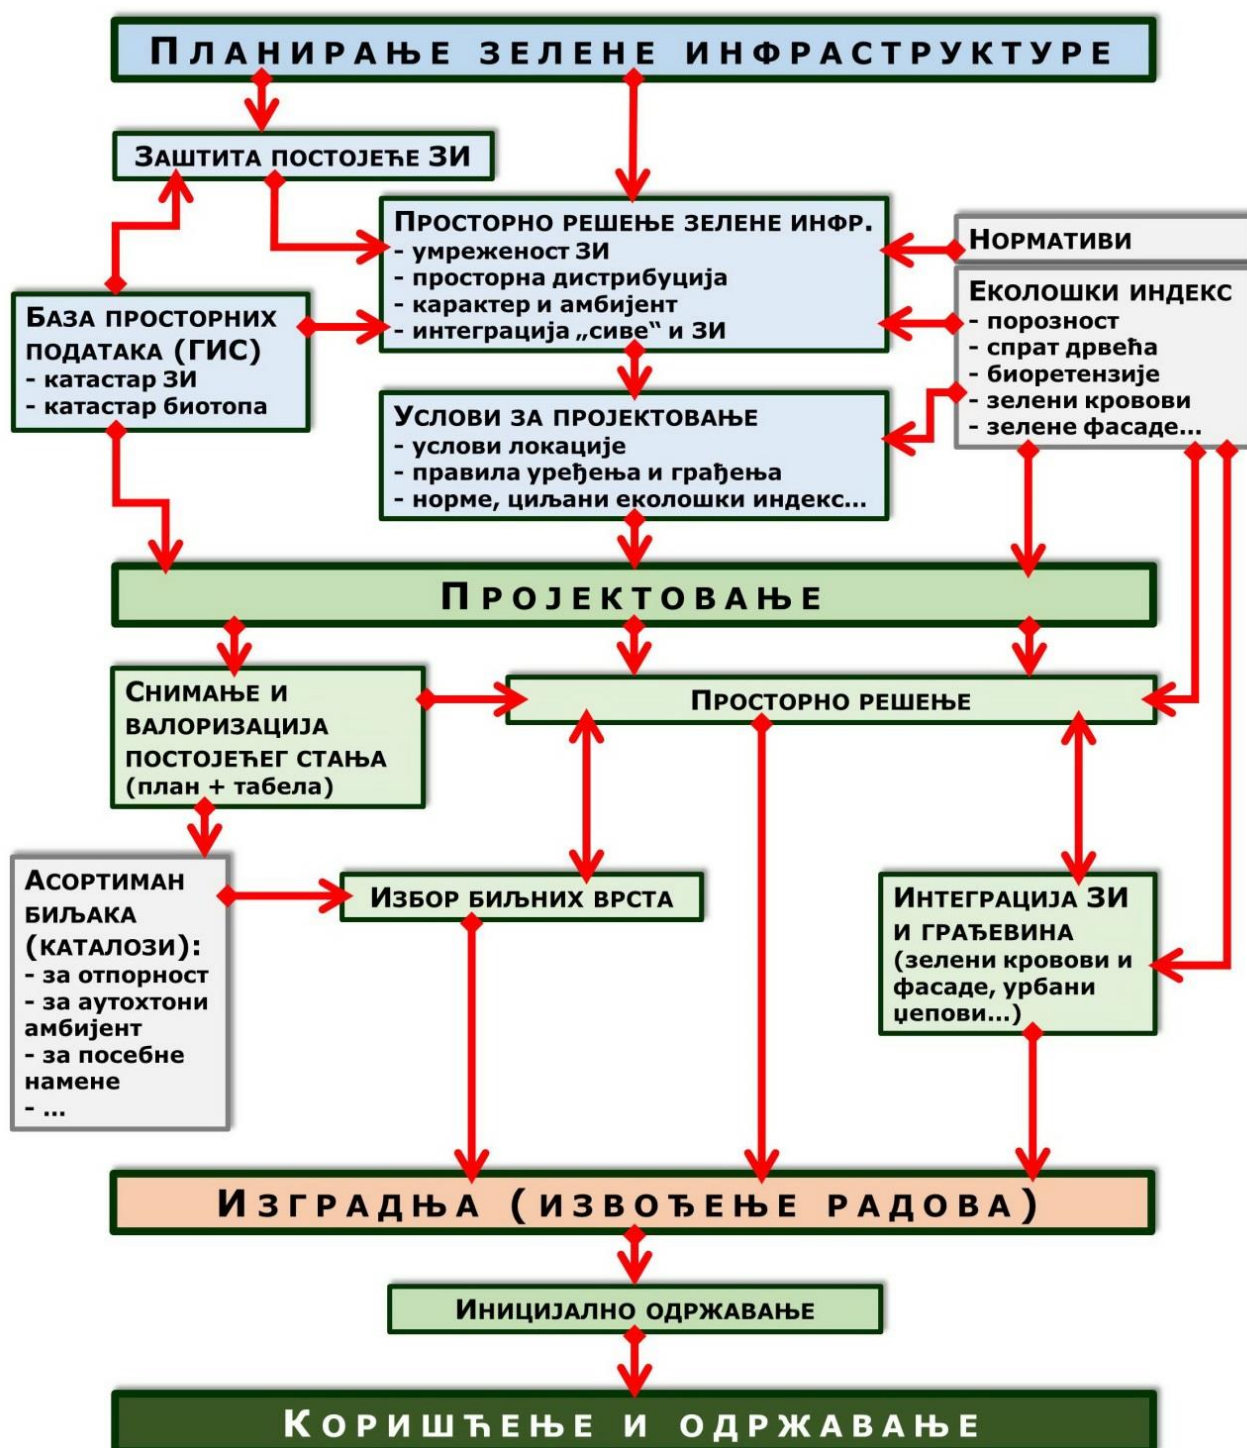 ПЛАНИРАЊЕ ЗЕЛЕНЕ ИНФРАСТРУКТУРЕ
ЗАШТИТА ПОСТОЈЕЋЕ ЗИ
ПРОСТОРНО РЕШЕЊЕ ЗЕЛЕНЕ ИНФР.
- умреженост ЗИ
- просторна дистрибуција
- карактер и амбијент
- интеграција „сиве“ и ЗИ
НОРМАТИВИ
ЕКОЛОШКИ ИНДЕКС
- порозност
- спрат дрвећа
- биоретензије
- зелени кровови
- зелене фасаде...
БАЗА ПРОСТОРНИХ
ПОДАТАКА (ГИС)
- катастар ЗИ
- катастар биотопа
УСЛОВИ ЗА ПРОЈЕКТОВАЊЕ
- услови локације
- правила уређења и грађења
- норме, циљани еколошки индекс...
ПРОЈЕКТОВАЊЕ
СНИМАЊЕ И
ВАЛОРИЗАЦИЈА
ПОСТОЈЕЋЕГ СТАЊА
(план + табела)
ПРОСТОРНО РЕШЕЊЕ
АСОРТИМАН
БИЉАКА
(КАТАЛОЗИ):
- за отпорност
- за аутохтони
амбијент
- за посебне
намене
- ...
ИЗБОР БИЉНИХ ВРСТА
ИНТЕГРАЦИЈА ЗИ
И ГРАЂЕВИНА
(зелени кровови и
фасаде, урбани
џепови...)
ИЗГРАДЊА (ИЗВОЂЕЊЕ РАДОВА)
ИНИЦИЈАЛНО ОДРЖАВАЊЕ
КОРИШЋЕЊЕ И ОДРЖАВАЊЕ